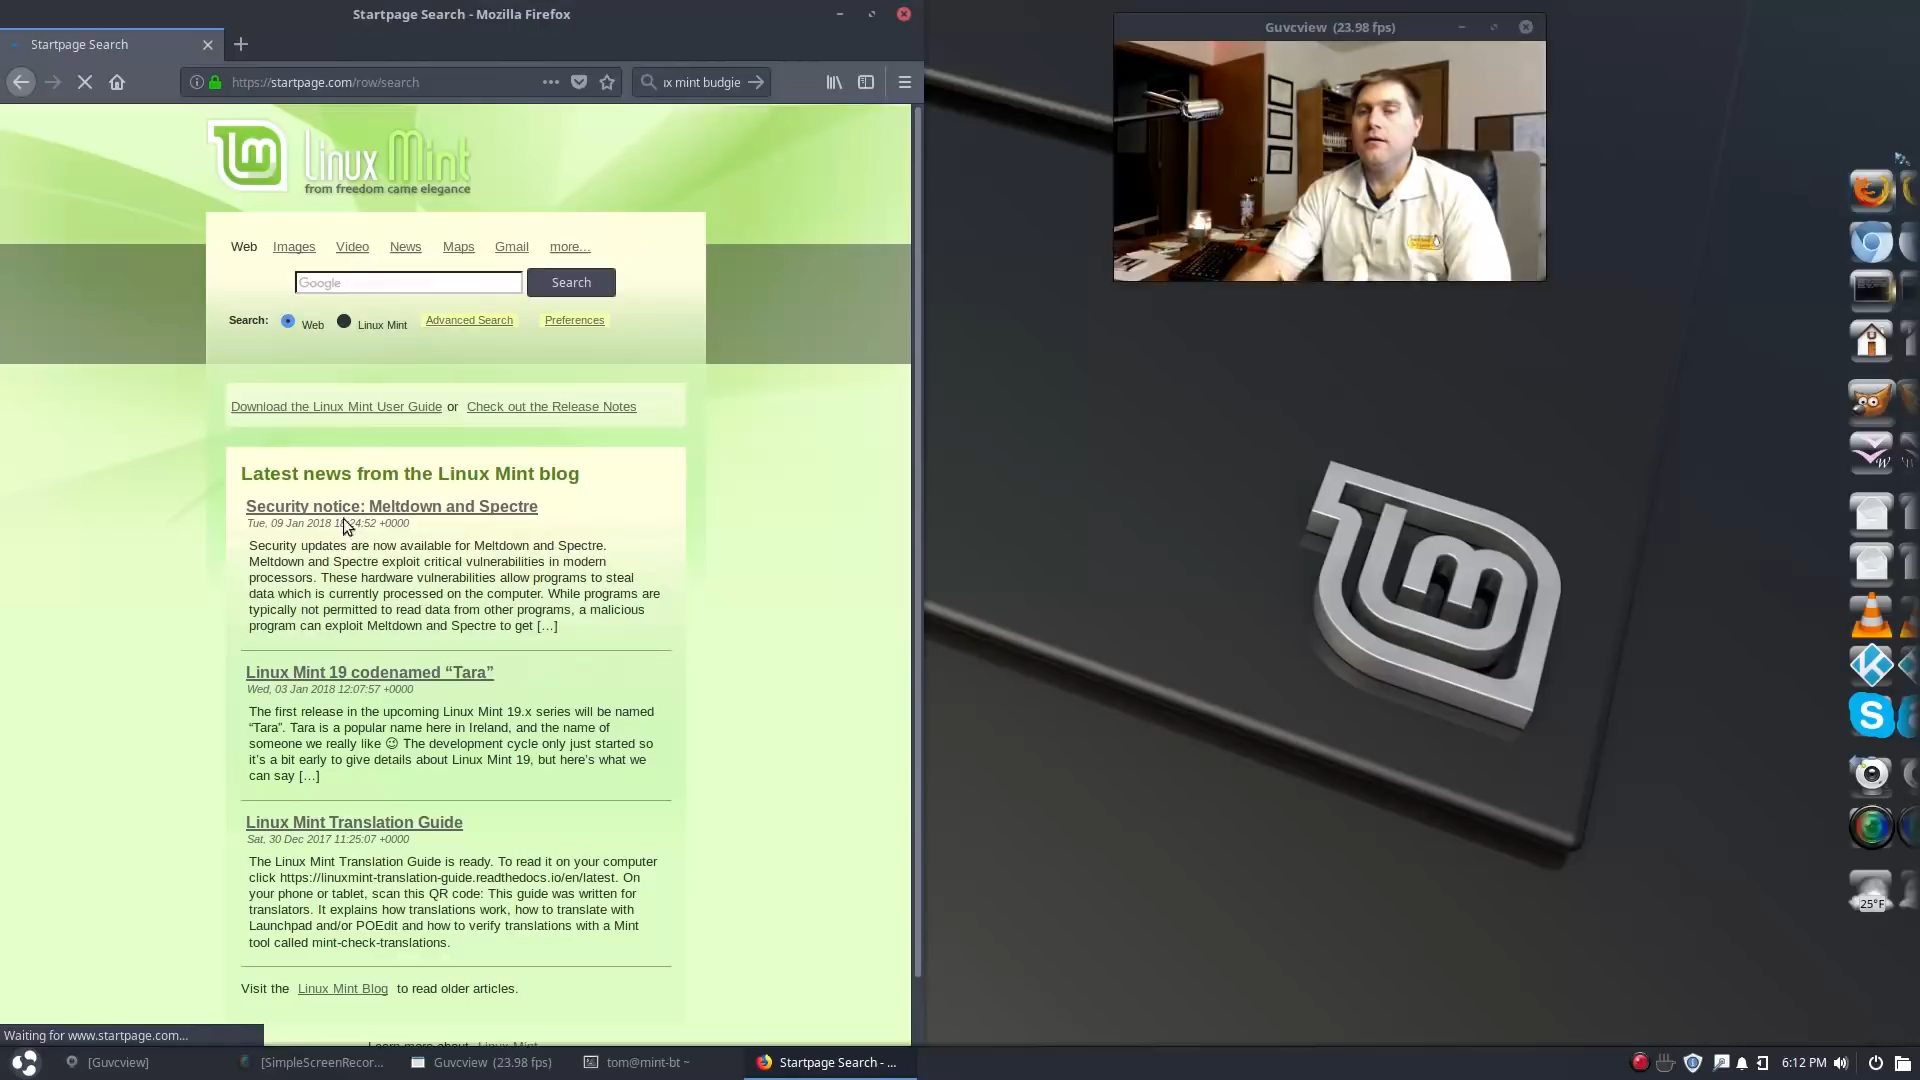 Startpage Search - Mozilla Firefox
Startpage Search
https://startpage.com/row/search
ıx mint budgie
Linux Mint
from freedom came elegance
Web Images Video News Maps Gmail more...
Google Search
Search: Web Linux Mint Advanced Search Preferences
Download the Linux Mint User Guide or Check out the Release Notes
Latest news from the Linux Mint blog
Security notice: Meltdown and Spectre
Tue, 09 Jan 2018 18:24:52 +0000
Security updates are now available for Meltdown and Spectre.
Meltdown and Spectre exploit critical vulnerabilities in modern
processors. These hardware vulnerabilities allow programs to steal
data which is currently processed on the computer. While programs are
typically not permitted to read data from other programs, a malicious
program can exploit Meltdown and Spectre to get […]
Linux Mint 19 codenamed “Tara”
Wed, 03 Jan 2018 12:07:57 +0000
The first release in the upcoming Linux Mint 19.x series will be named
“Tara”. Tara is a popular name here in Ireland, and the name of
someone we really like 😉 The development cycle only just started so
it’s a bit early to give details about Linux Mint 19, but here’s what we
can say […]
Linux Mint Translation Guide
Sat, 30 Dec 2017 11:25:07 +0000
The Linux Mint Translation Guide is ready. To read it on your computer
click https://linuxmint-translation-guide.readthedocs.io/en/latest. On
your phone or tablet, scan this QR code: This guide was written for
translators. It explains how translations work, how to translate with
Launchpad and/or POEdit and how to verify translations with a Mint
tool called mint-check-translations.
Visit the Linux Mint Blog to read older articles.
Learn more about Linux Mint
Waiting for www.startpage.com...
Guvcview (23.98 fps)
25°F
[Guvcview]
[SimpleScreenRecor...
Guvcview (23.98 fps)
tom@mint-bt ~
Startpage Search - ...
6:12 PM